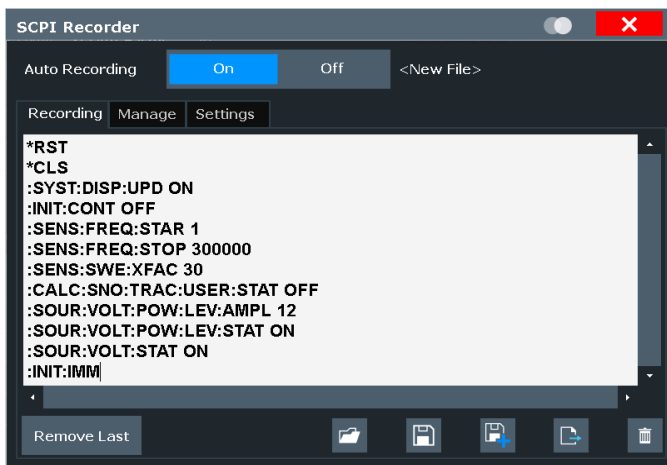 SCPI Recorder
Auto Recording On Off <New File>
Recording Manage Settings
*RST
*CLS
:SYST:DISP:UPD ON
:INIT:CONT OFF
:SENS:FREQ:STAR 1
:SENS:FREQ:STOP 300000
:SENS:SWE:XFAC 30
:CALC:SNO:TRAC:USER:STAT OFF
:SOUR:VOLT:POW:LEV:AMPL 12
:SOUR:VOLT:POW:LEV:STAT ON
:SOUR:VOLT:STAT ON
:INIT:IMM
Remove Last